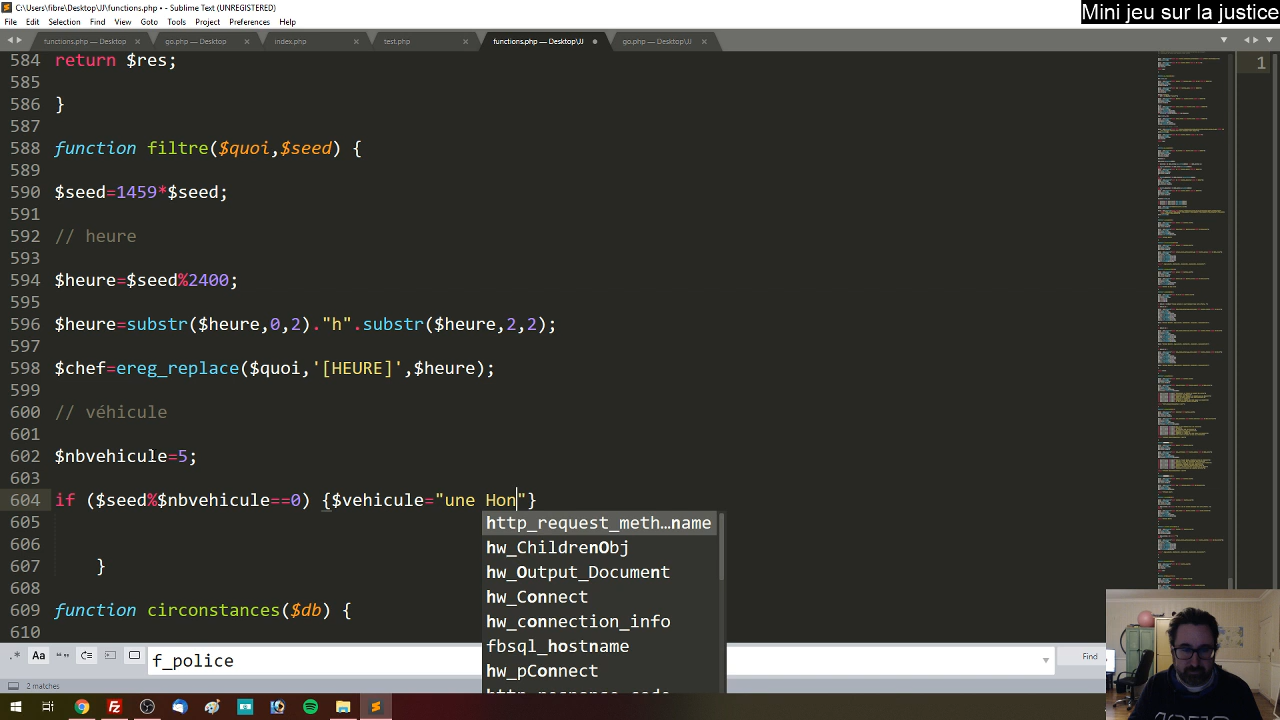 C:\Users\fibre\Desktop\JJ\functions.php • - Sublime Text (UNREGISTERED)
Mini jeu sur la justice
File Edit Selection Find View Goto Tools Project Preferences Help
functions.php — Desktop × go.php — Desktop × index.php × test.php × functions.php — Desktop\JJ go.php — Desktop\JJ ×
584 return $res;
585
586 }
587
588 function filtre($quoi,$seed) {
589
590 $seed=1459*$seed;
591
592 // heure
593
594 $heure=$seed%2400;
595
596 $heure=substr($heure,0,2)."h".substr($heure,2,2);
597
598 $chef=ereg_replace($quoi,'[HEURE]',$heure);
599
600 // véhicule
601
602 $nbvehicule=5;
603
604 if ($seed%$nbvehicule==0) {$vehicule="une Hon"}
605
606
607 }
608
609 function circonstances($db) {
610
http_request_meth…name
hw_ChildrenObj
hw_Output_Document
hw_Connect
hw_connection_info
fbsql_hostname
hw_pConnect
1
.* Aa “” f_police Find
2 matches